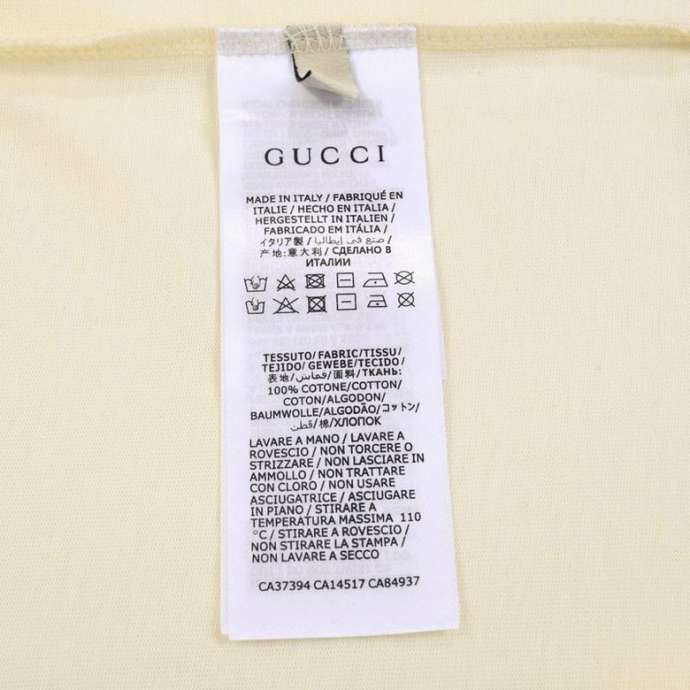 GUCCI
MADE IN ITALY / FABRIQUÉ EN
ITALIE / HECHO EN ITALIA /
HERGESTELLT IN ITALIEN /
FABRICADO EM ITÁLIA /
イタリア製 / صنع في إيطاليا /
产地:意大利 / СДЕЛАНО В
ИТАЛИИ
TESSUTO/FABRIC/TISSU/
TEJIDO/GEWEBE/TECIDO/
表地/قماش/面料/ТКАНЬ:
100% COTONE/COTTON/
COTON/ALGODON/
BAUMWOLLE/ALGODÃO/コットン/
قطن/棉/ХЛОПОК
LAVARE A MANO / LAVARE A
ROVESCIO / NON TORCERE O
STRIZZARE / NON LASCIARE IN
AMMOLLO / NON TRATTARE
CON CLORO / NON USARE
ASCIUGATRICE / ASCIUGARE
IN PIANO / STIRARE A
TEMPERATURA MASSIMA 110
°C / STIRARE A ROVESCIO /
NON STIRARE LA STAMPA /
NON LAVARE A SECCO
CA37394 CA14517 CA84937